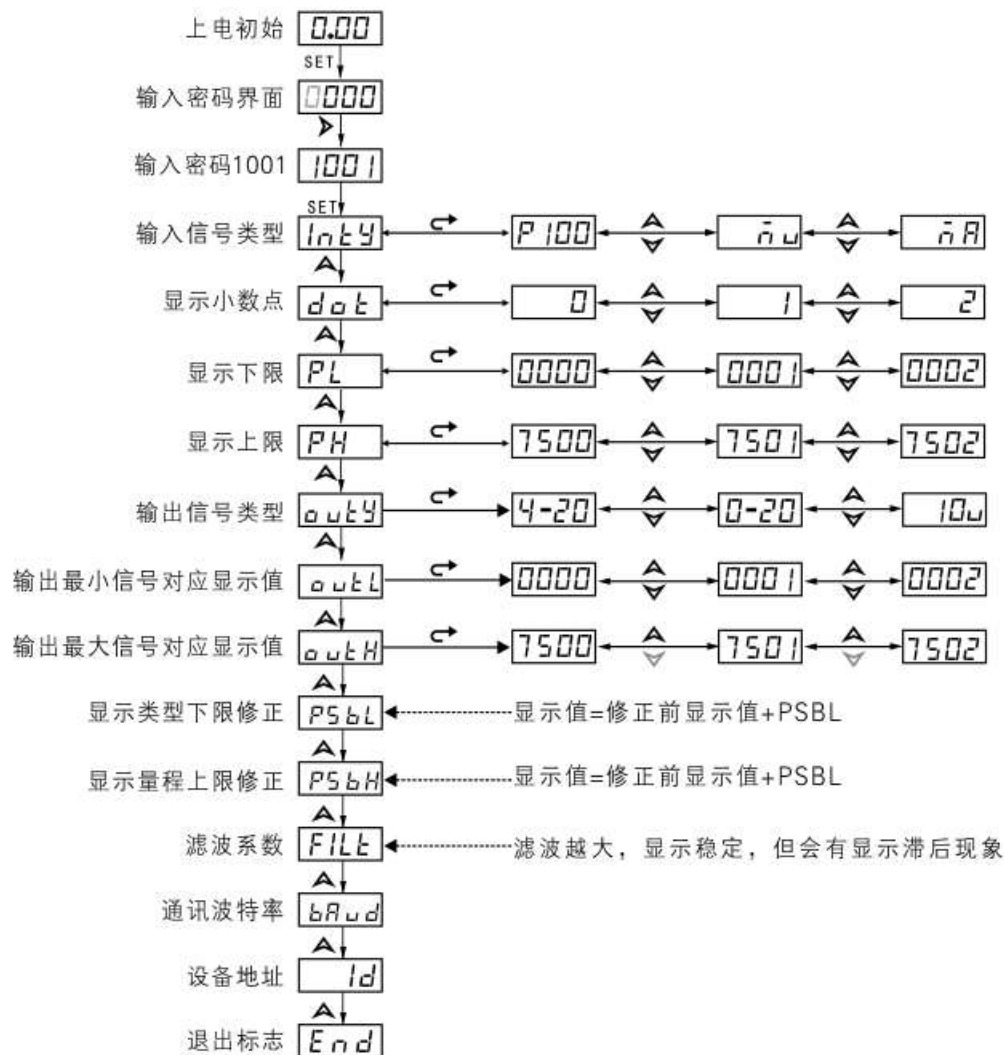 上电初始 0.00
SET
输入密码界面 0000
输入密码1001 1001
SET
输入信号类型 IntY P100 mu mA
显示小数点 dot 0 1 2
显示下限 PL 0000 0001 0002
显示上限 PH 7500 7501 7502
输出信号类型 outY 4-20 0-20 10u
输出最小信号对应显示值 outL 0000 0001 0002
输出最大信号对应显示值 outH 7500 7501 7502
显示类型下限修正 PSbL 显示值=修正前显示值+PSBL
显示量程上限修正 PSbH 显示值=修正前显示值+PSBL
滤波系数 FILt 滤波越大，显示稳定，但会有显示滞后现象
通讯波特率 bAud
设备地址 Id
退出标志 End